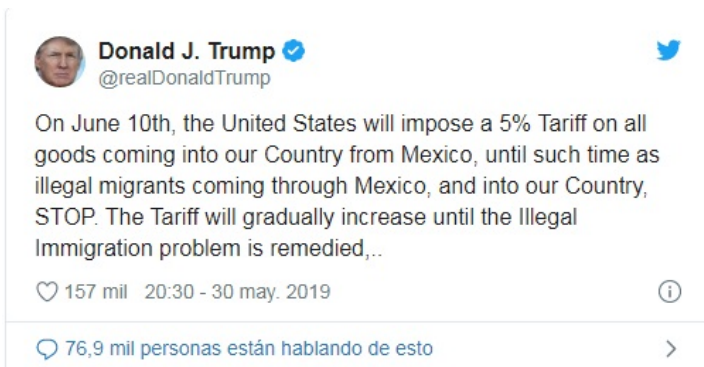 Donald J. Trump
@realDonaldTrump
On June 10th, the United States will impose a 5% Tariff on all
goods coming into our Country from Mexico, until such time as
illegal migrants coming through Mexico, and into our Country,
STOP. The Tariff will gradually increase until the Illegal
Immigration problem is remedied,..
157 mil 20:30 - 30 may. 2019
76,9 mil personas están hablando de esto